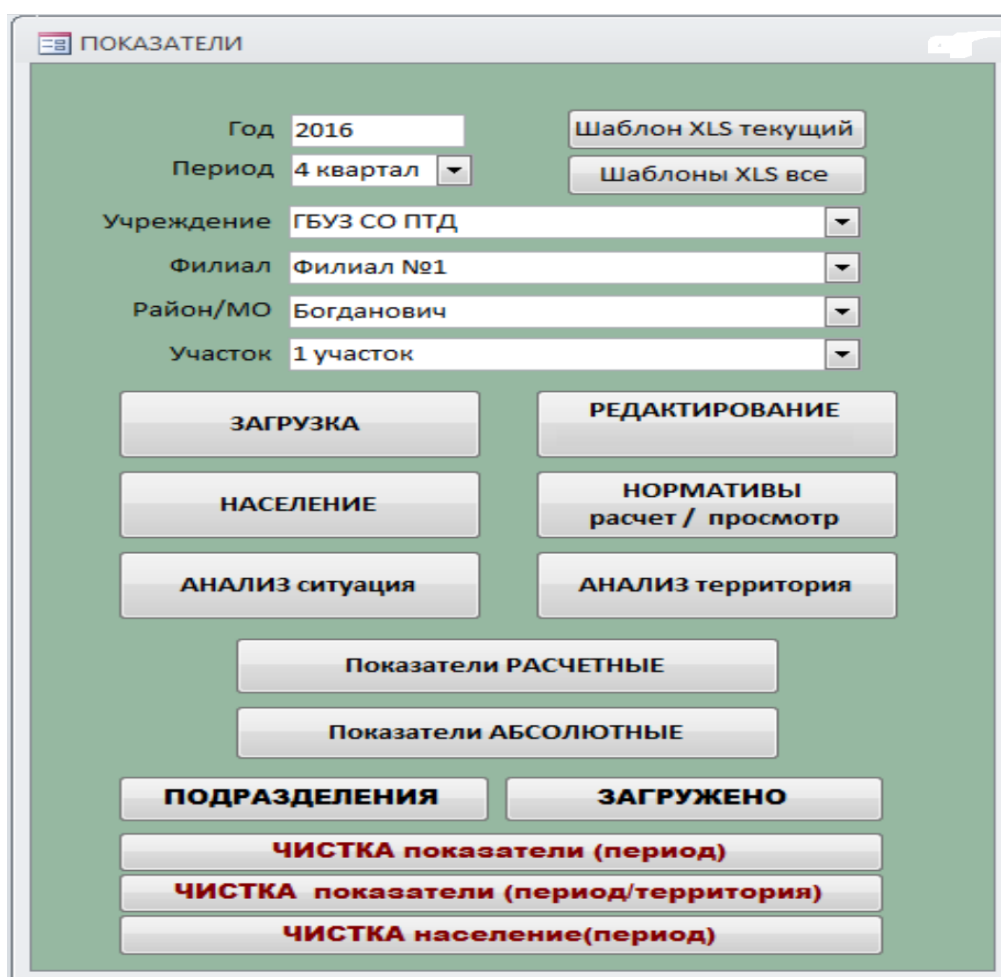 ПОКАЗАТЕЛИ
Год 2016 Шаблон XLS текущий
Период 4 квартал Шаблоны XLS все
Учреждение ГБУЗ СО ПТД
Филиал Филиал №1
Район/МО Богданович
Участок 1 участок
ЗАГРУЗКА РЕДАКТИРОВАНИЕ
НАСЕЛЕНИЕ НОРМАТИВЫ
расчет / просмотр
АНАЛИЗ ситуация АНАЛИЗ территория
Показатели РАСЧЕТНЫЕ
Показатели АБСОЛЮТНЫЕ
ПОДРАЗДЕЛЕНИЯ ЗАГРУЖЕНО
ЧИСТКА показатели (период)
ЧИСТКА показатели (период/территория)
ЧИСТКА население(период)